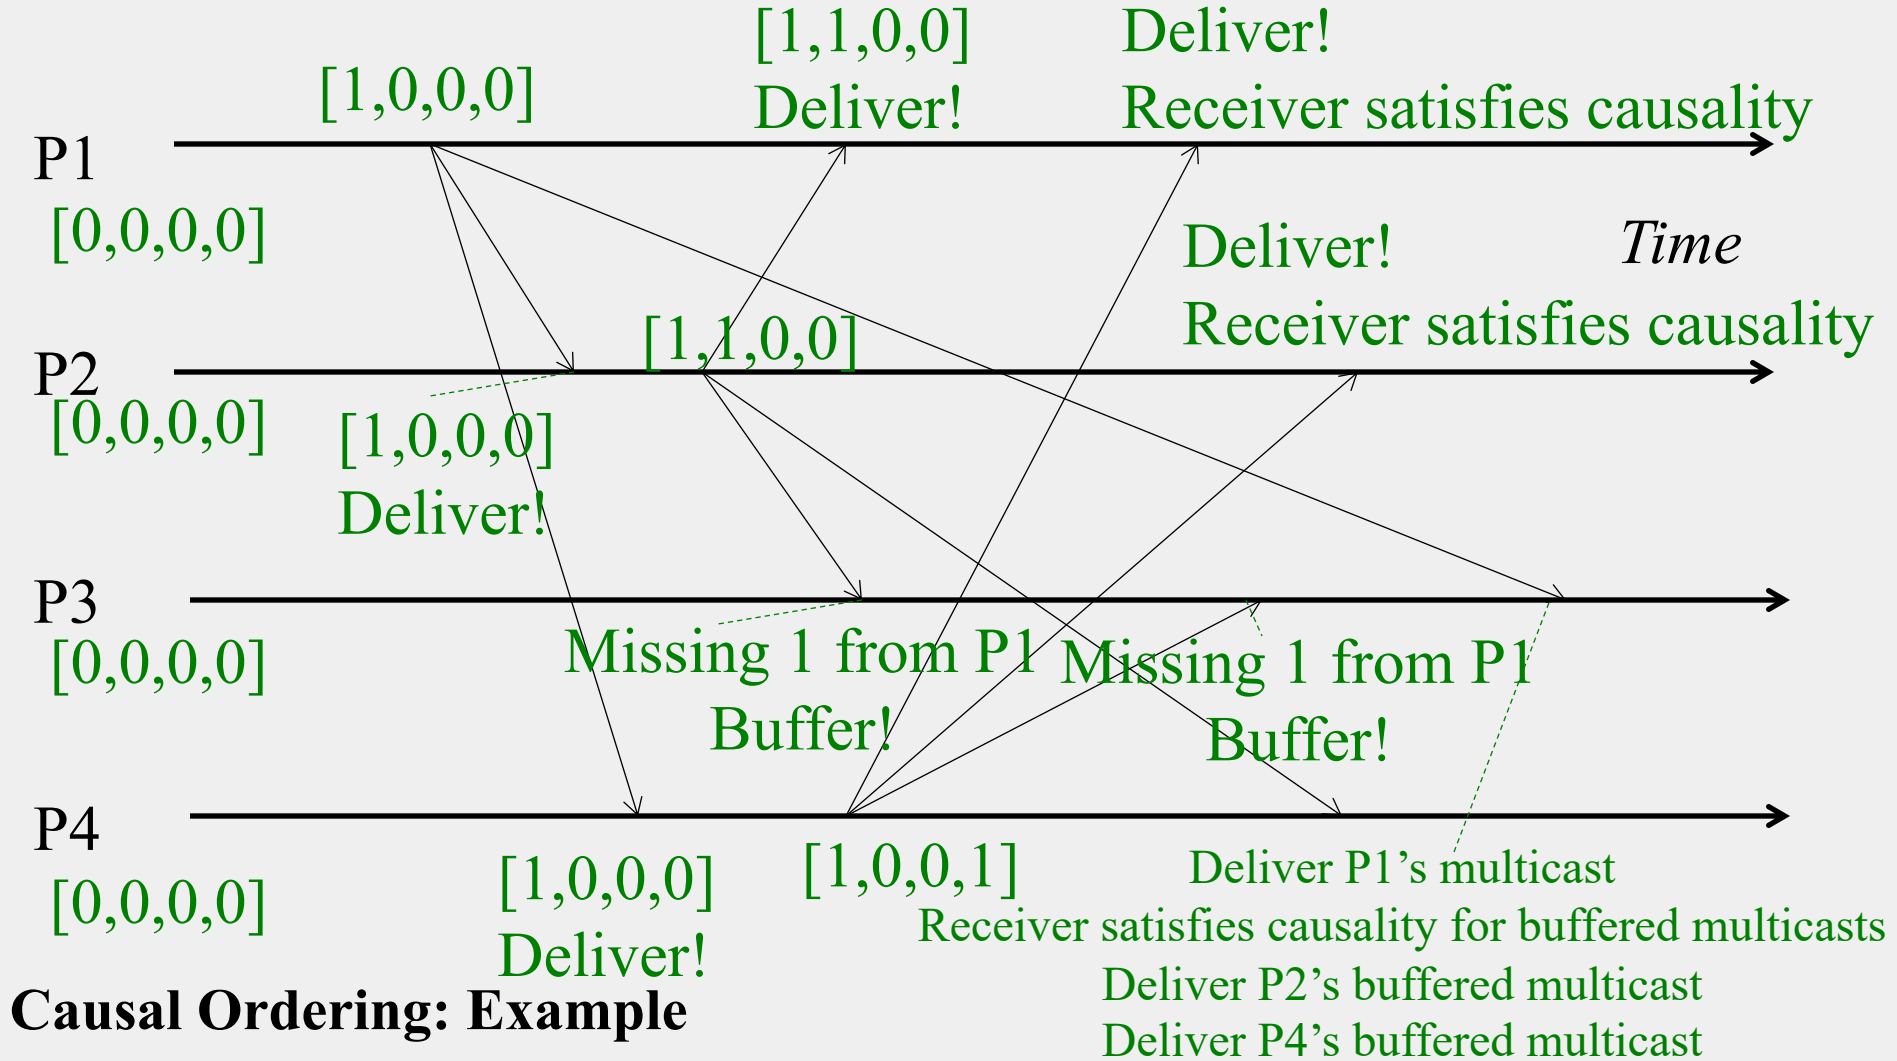 [1,1,0,0]
Deliver!
Deliver!
Receiver satisfies causality
[1,0,0,0]
P1
[0,0,0,0]
Time
Deliver!
Receiver satisfies causality
[1,1,0,0]
P2
[0,0,0,0]
[1,0,0,0]
Deliver!
P3
[0,0,0,0]
Missing 1 from P1
Buffer!
Missing 1 from P1
Buffer!
P4
[0,0,0,0]
[1,0,0,0]
Deliver!
[1,0,0,1]
Deliver P1’s multicast
Receiver satisfies causality for buffered multicasts
Deliver P2’s buffered multicast
Deliver P4’s buffered multicast
Causal Ordering: Example